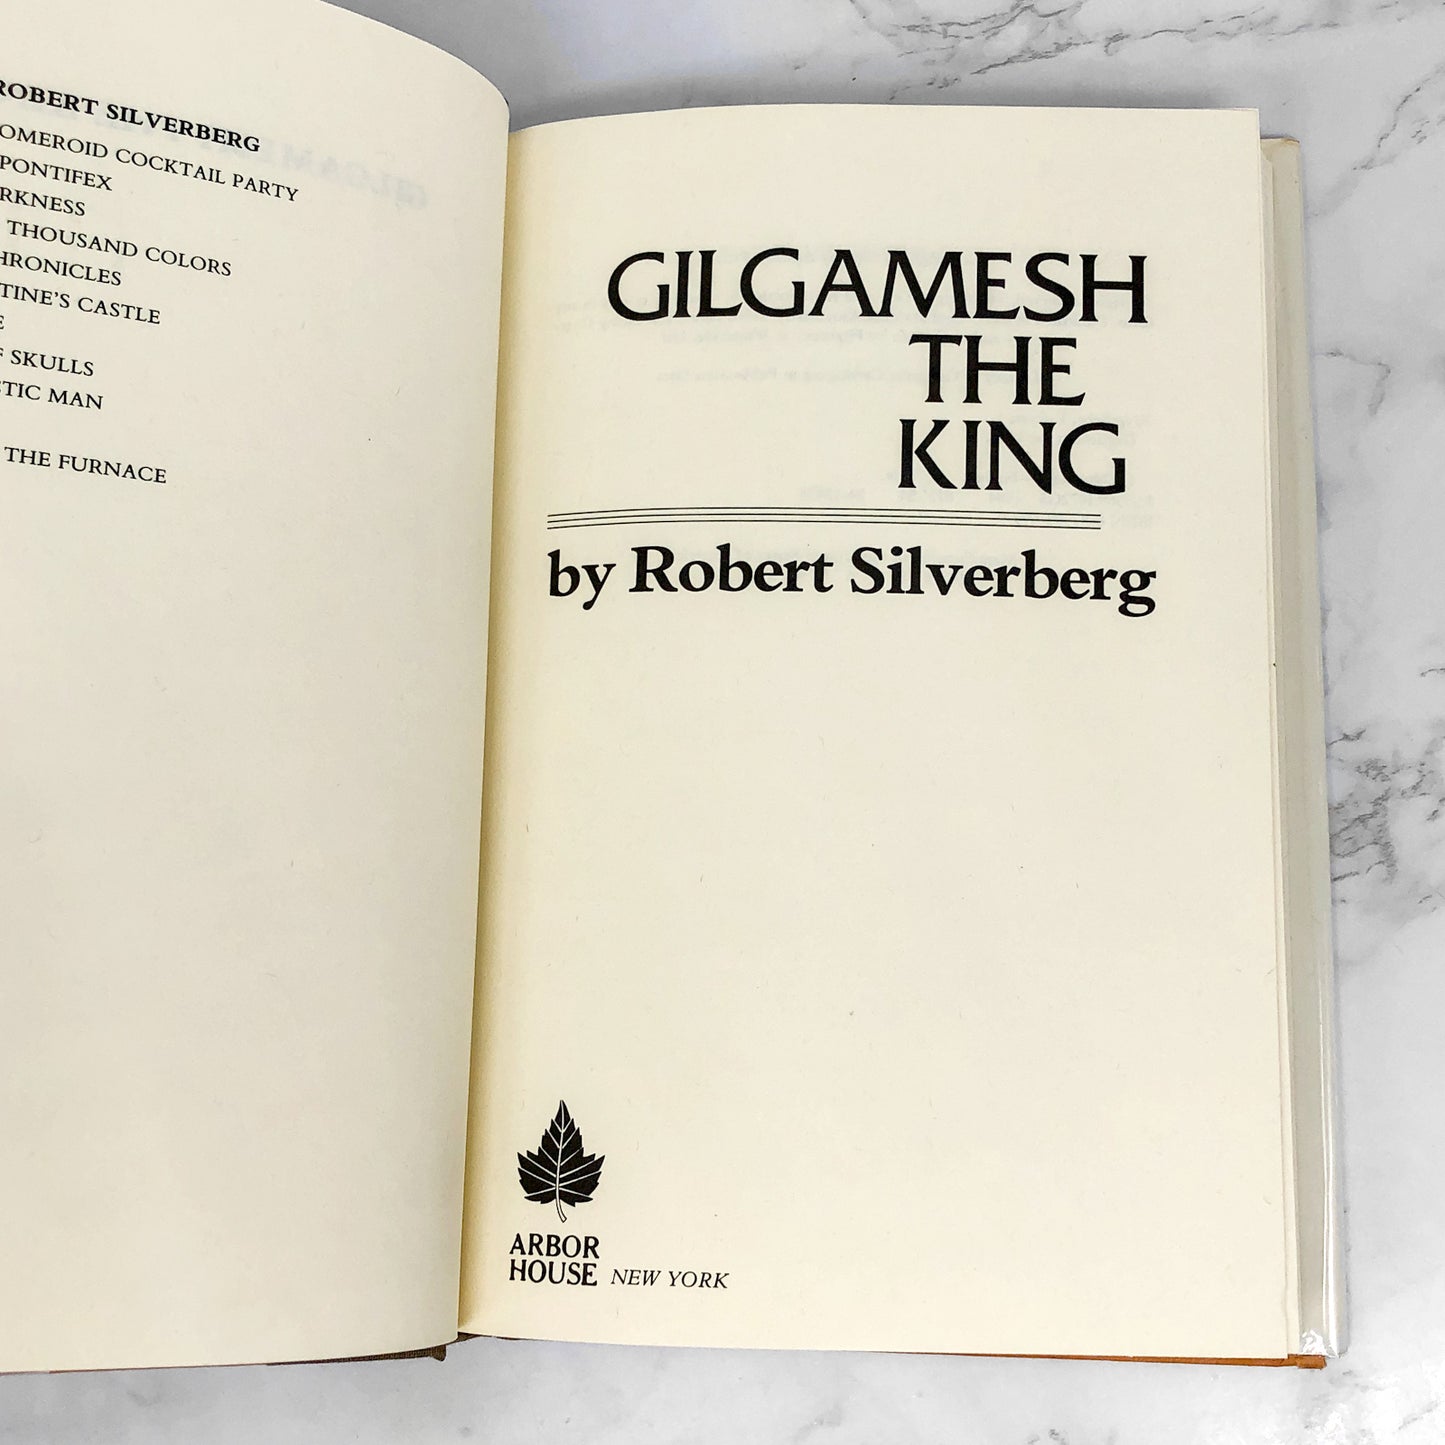 ROBERT SILVERBERG
OMEROID COCKTAIL PARTY
PONTIFEX
RKNESS
THOUSAND COLORS
HRONICLES
TINE'S CASTLE
E
F SKULLS
TIC MAN
THE FURNACE
GILGAMESH
THE
KING
by Robert Silverberg
ARBOR
HOUSE NEW YORK